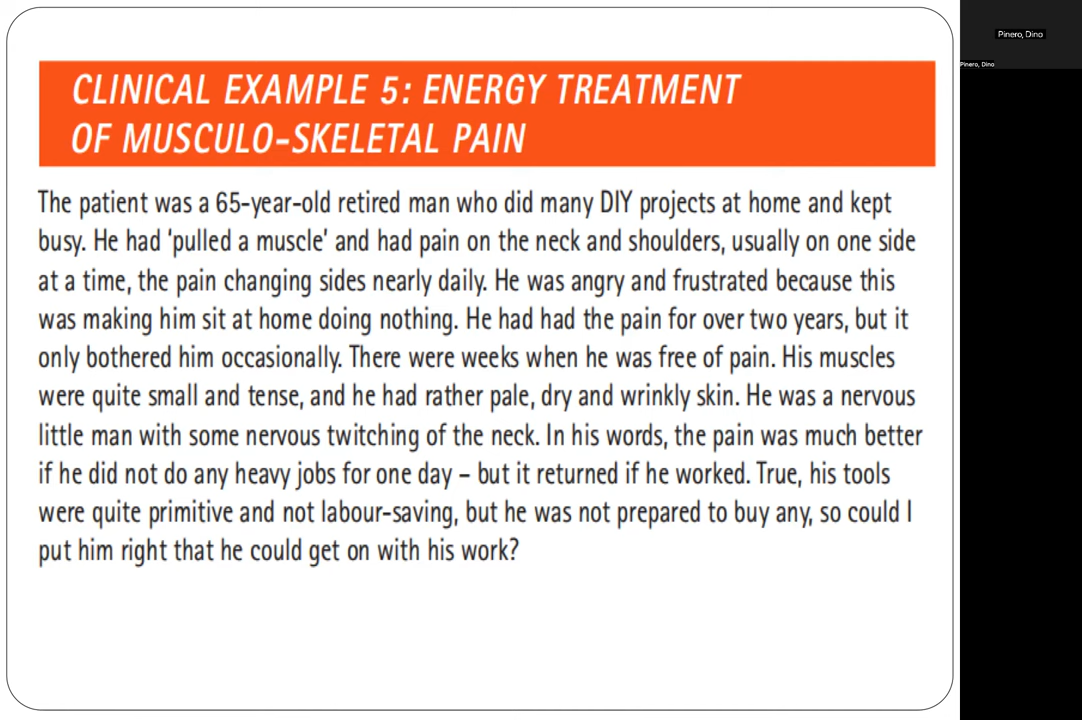 CLINICAL EXAMPLE 5: ENERGY TREATMENT
OF MUSCULO-SKELETAL PAIN
The patient was a 65-year-old retired man who did many DIY projects at home and kept
busy. He had ‘pulled a muscle’ and had pain on the neck and shoulders, usually on one side
at a time, the pain changing sides nearly daily. He was angry and frustrated because this
was making him sit at home doing nothing. He had had the pain for over two years, but it
only bothered him occasionally. There were weeks when he was free of pain. His muscles
were quite small and tense, and he had rather pale, dry and wrinkly skin. He was a nervous
little man with some nervous twitching of the neck. In his words, the pain was much better
if he did not do any heavy jobs for one day – but it returned if he worked. True, his tools
were quite primitive and not labour-saving, but he was not prepared to buy any, so could I
put him right that he could get on with his work?
Pinero, Dino
Pinero, Dino